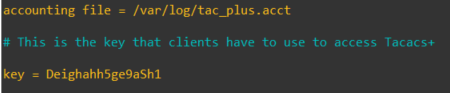 accounting file = /var/log/tac_plus.acct
# This is the key that clients have to use to access Tacacs+
key = Deighahh5ge9aSh1